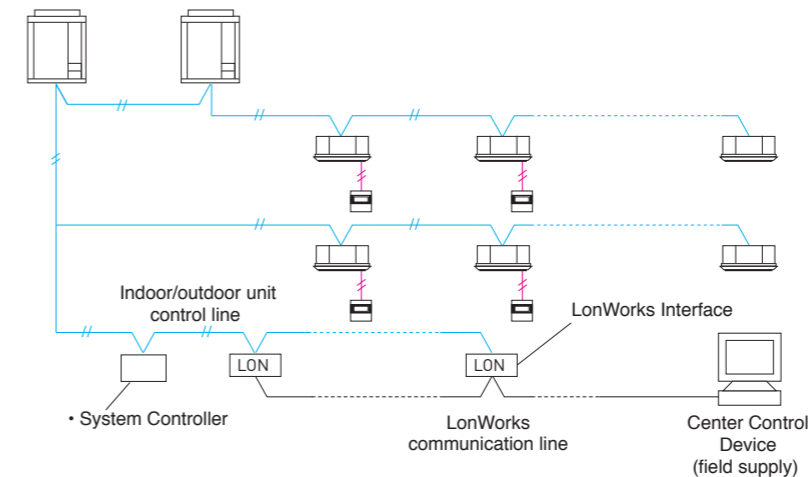 Indoor/outdoor unit
control line
LonWorks Interface
LON
LON
• System Controller
LonWorks
communication line
Center Control
Device
(field supply)